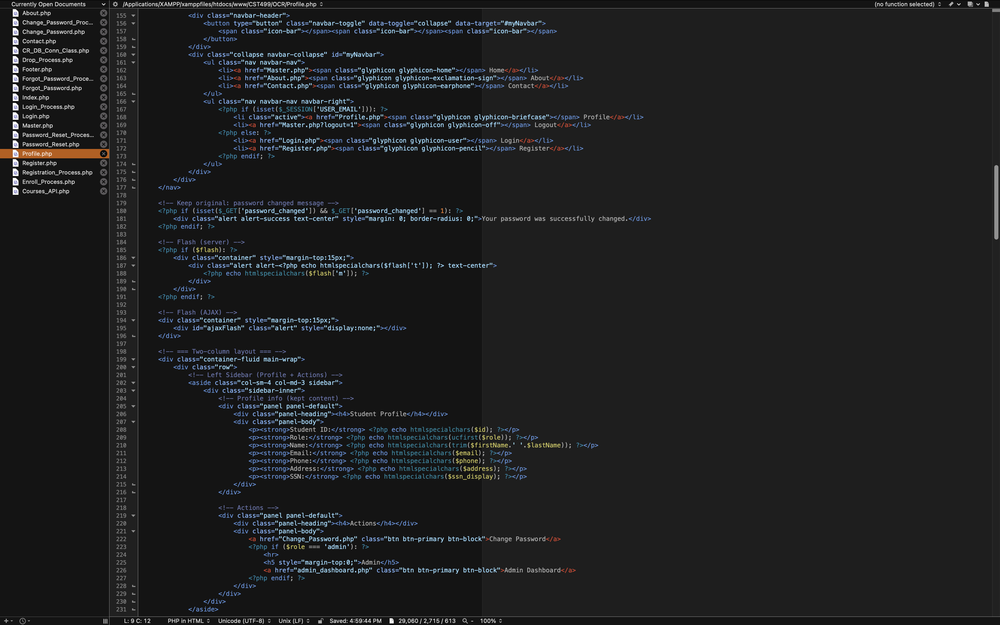 Currently Open Documents
/Applications/XAMPP/xamppfiles/htdocs/www/CST499/OCR/Profile.php
(no function selected)
About.php
Change_Password_Proc...
Change_Password.php
Contact.php
CR_DB_Conn_Class.php
Drop_Process.php
Footer.php
Forgot_Password_Proce...
Forgot_Password.php
Index.php
Login_Process.php
Login.php
Master.php
Password_Reset_Proces...
Password_Reset.php
Profile.php
Register.php
Registration_Process.php
Enroll_Process.php
Courses_API.php
155 <div class="navbar-header">
156 <button type="button" class="navbar-toggle" data-toggle="collapse" data-target="#myNavbar">
157 <span class="icon-bar"></span><span class="icon-bar"></span><span class="icon-bar"></span>
158 </button>
159 </div>
160 <div class="collapse navbar-collapse" id="myNavbar">
161 <ul class="nav navbar-nav">
162 <li><a href="Master.php"><span class="glyphicon glyphicon-home"></span> Home</a></li>
163 <li><a href="About.php"><span class="glyphicon glyphicon-exclamation-sign"></span> About</a></li>
164 <li><a href="Contact.php"><span class="glyphicon glyphicon-earphone"></span> Contact</a></li>
165 </ul>
166 <ul class="nav navbar-nav navbar-right">
167 <?php if (isset($_SESSION['USER_EMAIL'])): ?>
168 <li class="active"><a href="Profile.php"><span class="glyphicon glyphicon-briefcase"></span> Profile</a></li>
169 <li><a href="Master.php?logout=1"><span class="glyphicon glyphicon-off"></span> Logout</a></li>
170 <?php else: ?>
171 <li><a href="Login.php"><span class="glyphicon glyphicon-user"></span> Login</a></li>
172 <li><a href="Register.php"><span class="glyphicon glyphicon-pencil"></span> Register</a></li>
173 <?php endif; ?>
174 </ul>
175 </div>
176 </div>
177 </nav>
178
179 <!-- Keep original: password changed message -->
180 <?php if (isset($_GET['password_changed']) && $_GET['password_changed'] == 1): ?>
181 <div class="alert alert-success text-center" style="margin: 0; border-radius: 0;">Your password was successfully changed.</div>
182 <?php endif; ?>
183
184 <!-- Flash (server) -->
185 <?php if ($flash): ?>
186 <div class="container" style="margin-top:15px;">
187 <div class="alert alert-<?php echo htmlspecialchars($flash['t']); ?> text-center">
188 <?php echo htmlspecialchars($flash['m']); ?>
189 </div>
190 </div>
191 <?php endif; ?>
192
193 <!-- Flash (AJAX) -->
194 <div class="container" style="margin-top:15px;">
195 <div id="ajaxFlash" class="alert" style="display:none;"></div>
196 </div>
197
198 <!-- === Two-column layout === -->
199 <div class="container-fluid main-wrap">
200 <div class="row">
201 <!-- Left Sidebar (Profile + Actions) -->
202 <aside class="col-sm-4 col-md-3 sidebar">
203 <div class="sidebar-inner">
204 <!-- Profile info (kept content) -->
205 <div class="panel panel-default">
206 <div class="panel-heading"><h4>Student Profile</h4></div>
207 <div class="panel-body">
208 <p><strong>Student ID:</strong> <?php echo htmlspecialchars($id); ?></p>
209 <p><strong>Role:</strong> <?php echo htmlspecialchars(ucfirst($role)); ?></p>
210 <p><strong>Name:</strong> <?php echo htmlspecialchars(trim($firstName.' '.$lastName)); ?></p>
211 <p><strong>Email:</strong> <?php echo htmlspecialchars($email); ?></p>
212 <p><strong>Phone:</strong> <?php echo htmlspecialchars($phone); ?></p>
213 <p><strong>Address:</strong> <?php echo htmlspecialchars($address); ?></p>
214 <p><strong>SSN:</strong> <?php echo htmlspecialchars($ssn_display); ?></p>
215 </div>
216 </div>
217
218 <!-- Actions -->
219 <div class="panel panel-default">
220 <div class="panel-heading"><h4>Actions</h4></div>
221 <div class="panel-body">
222 <a href="Change_Password.php" class="btn btn-primary btn-block">Change Password</a>
223 <?php if ($role === 'admin'): ?>
224 <hr>
225 <h5 style="margin-top:0;">Admin</h5>
226 <a href="admin_dashboard.php" class="btn btn-primary btn-block">Admin Dashboard</a>
227 <?php endif; ?>
228 </div>
229 </div>
230 </div>
231 </aside>
L: 9 C: 12 PHP in HTML Unicode (UTF-8) Unix (LF) Saved: 4:59:44 PM 29,060 / 2,715 / 613 - 100%